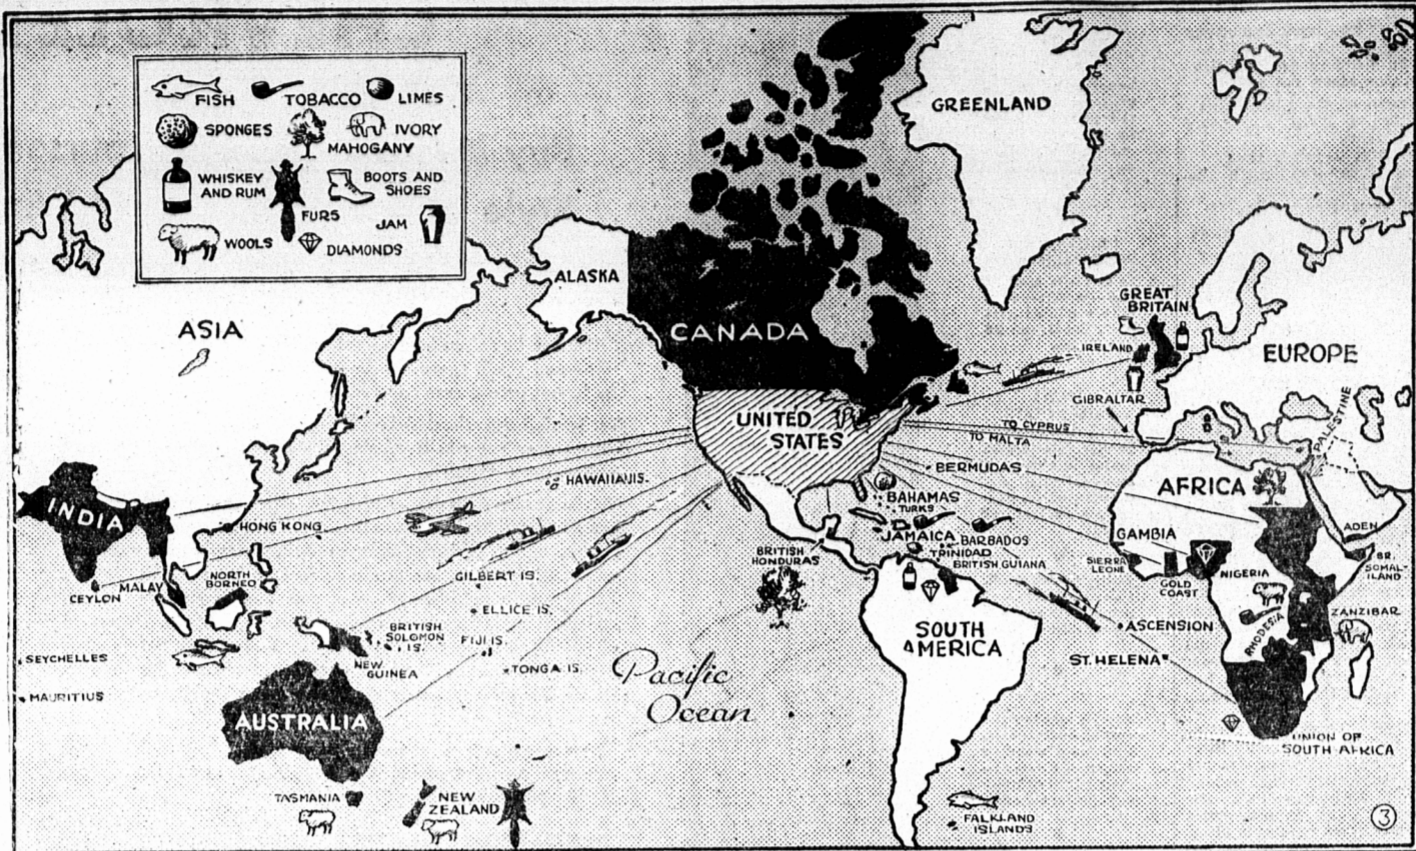 FISH
TOBACCO
LIMES
SPONGES
IVORY
MAHOGANY
WHISKEY
AND RUM
FURS
BOOTS AND
SHOES
JAM
WOOLS
DIAMONDS
GREENLAND
ALASKA
ASIA
CANADA
GREAT
BRITAIN
IRELAND
EUROPE
GIBRALTAR
UNITED
STATES
TO CYPRUS
TO MALTA
PALESTINE
BERMUDAS
HAWAIIAN IS.
AFRICA
INDIA
BAHAMAS
TURKS
HONG KONG
JAMAICA
BARBADOS
TRINIDAD
BRITISH GUIANA
BRITISH
HONDURAS
GAMBIA
ADEN
SIERRA
LEONE
GOLD
COAST
NIGERIA
BR.
SOMAL-
ILAND
CEYLON
MALAY
NORTH
BORNEO
GILBERT IS.
ELLICE IS.
ZANZIBAR
RHODESIA
BRITISH
SOLOMON
IS.
FIJI IS.
SOUTH
AMERICA
ASCENSION
ST. HELENA
SEYCHELLES
NEW
GUINEA
TONGA IS.
Pacific
Ocean
MAURITIUS
AUSTRALIA
UNION OF
SOUTH AFRICA
TASMANIA
NEW
ZEALAND
FALKLAND
ISLANDS
3